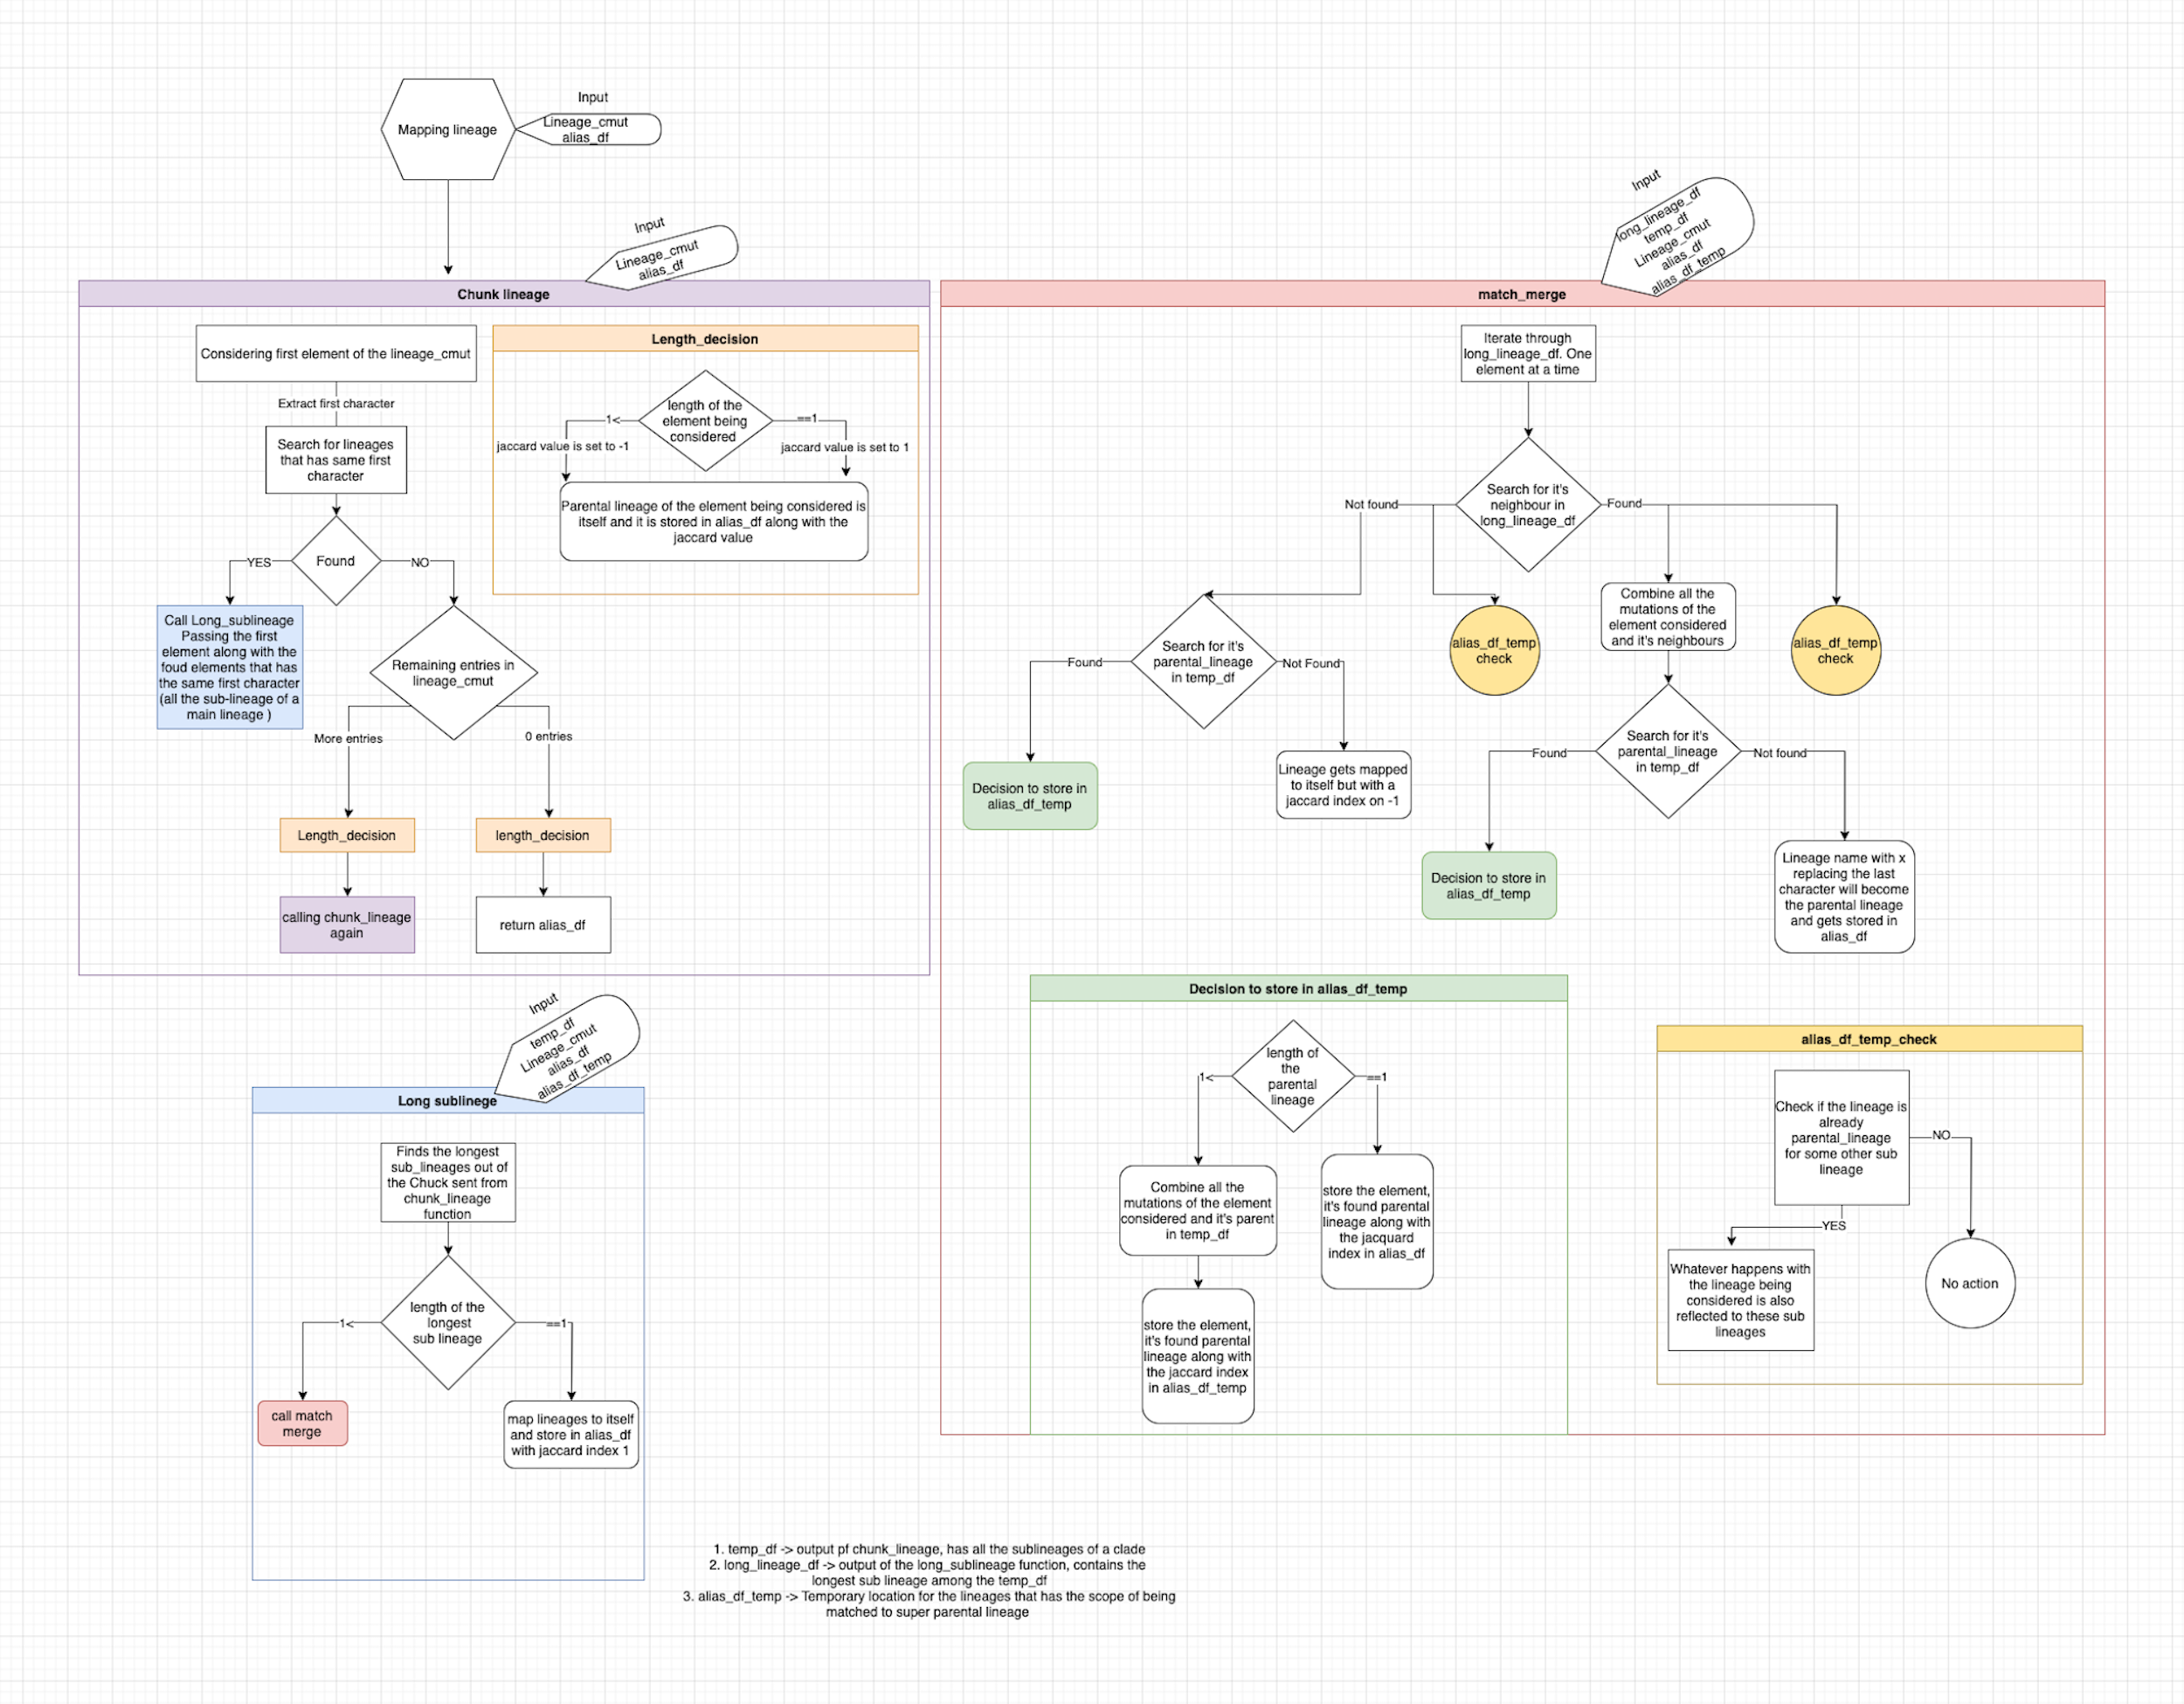 Mapping lineage
Input
Lineage_cmut
alias_df
Input
Lineage_cmut
alias_df
Chunk lineage
Considering first element of the lineage_cmut
Extract first character
Search for lineages
that has same first
character
Found
YES
NO
Call Long_sublineage
Passing the first
element along with the
foud elements that has
the same first character
(all the sub-lineage of a
main lineage )
Remaining entries in
lineage_cmut
More entries
0 entries
Length_decision
length_decision
calling chunk_lineage
again
return alias_df
Length_decision
length of the
element being
considered
1<
==1
jaccard value is set to -1
jaccard value is set to 1
Parental lineage of the element being considered is
itself and it is stored in alias_df along with the
jaccard value
Input
long_lineage_df
temp_df
Lineage_cmut
alias_df
alias_df_temp
match_merge
Iterate through
long_lineage_df. One
element at a time
Search for it's
neighbour in
long_lineage_df
Not found
Found
Search for it's
parental_lineage
in temp_df
Found
Not Found
Decision to store in
alias_df_temp
Lineage gets mapped
to itself but with a
jaccard index on -1
alias_df_temp
check
Combine all the
mutations of the
element considered
and it's neighbours
alias_df_temp
check
Search for it's
parental_lineage
in temp_df
Found
Not found
Decision to store in
alias_df_temp
Lineage name with x
replacing the last
character will become
the parental lineage
and gets stored in
alias_df
Decision to store in alias_df_temp
length of
the
parental
lineage
1<
==1
Combine all the
mutations of the element
considered and it's parent
in temp_df
store the element,
it's found parental
lineage along with
the jacquard
index in alias_df
store the element,
it's found parental
lineage along with
the jaccard index
in alias_df_temp
alias_df_temp_check
Check if the lineage is
already
parental_lineage
for some other sub
lineage
NO
YES
Whatever happens with
the lineage being
considered is also
reflected to these sub
lineages
No action
Input
temp_df
Lineage_cmut
alias_df
alias_df_temp
Long sublinege
Finds the longest
sub_lineages out of
the Chuck sent from
chunk_lineage
function
length of the
longest
sub lineage
1<
==1
call match
merge
map lineages to itself
and store in alias_df
with jaccard index 1
1. temp_df -> output pf chunk_lineage, has all the sublineages of a clade
2. long_lineage_df -> output of the long_sublineage function, contains the
longest sub lineage among the temp_df
3. alias_df_temp -> Temporary location for the lineages that has the scope of being
matched to super parental lineage